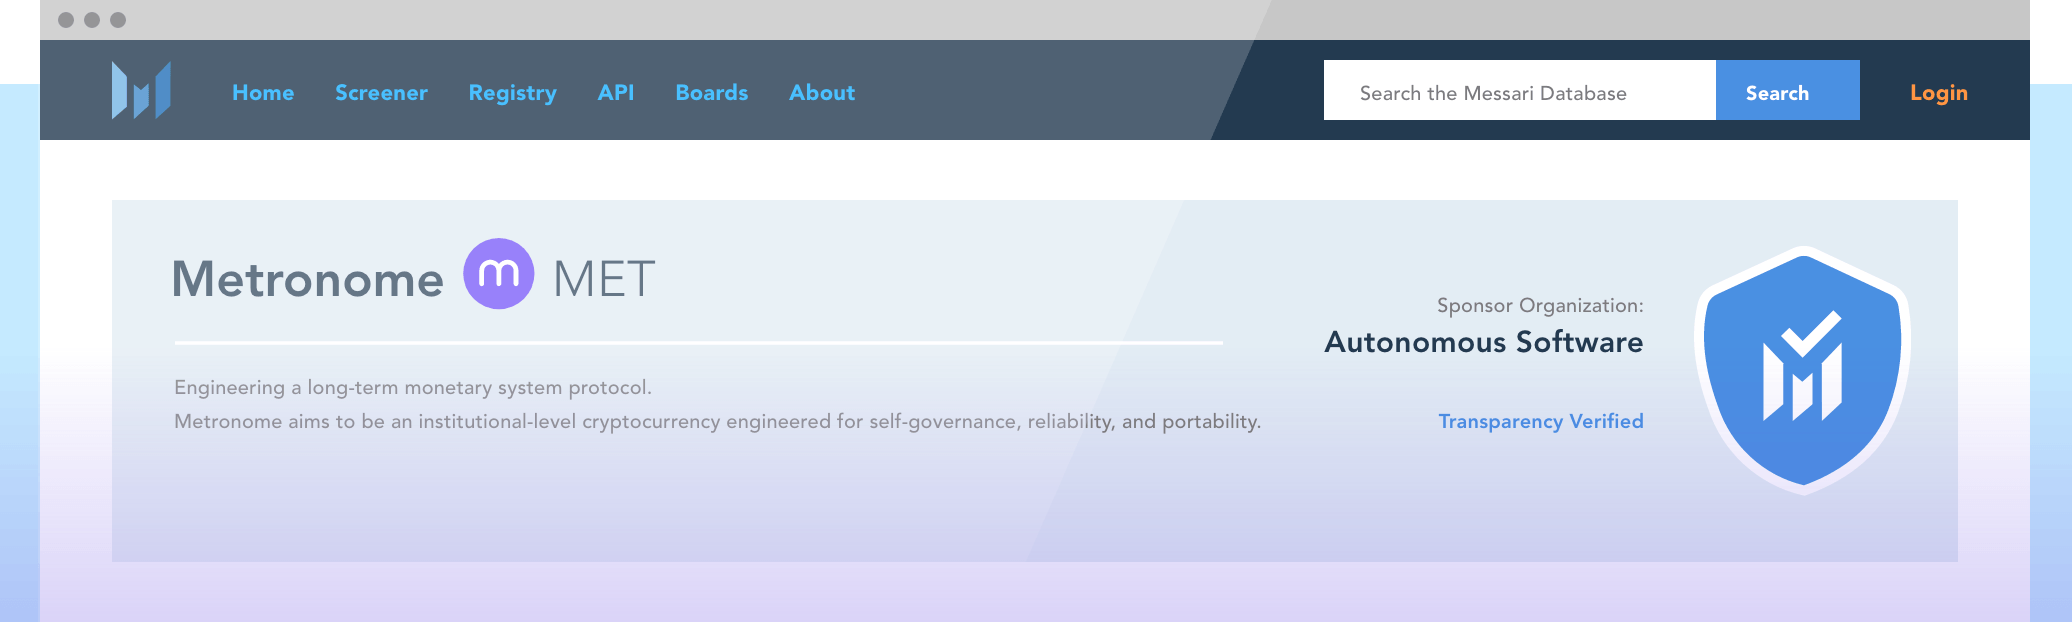 Home Screener Registry API Boards About Search the Messari Database Search Login
Metronome m MET
Sponsor Organization:
Autonomous Software
Engineering a long-term monetary system protocol.
Metronome aims to be an institutional-level cryptocurrency engineered for self-governance, reliability, and portability.
Transparency Verified